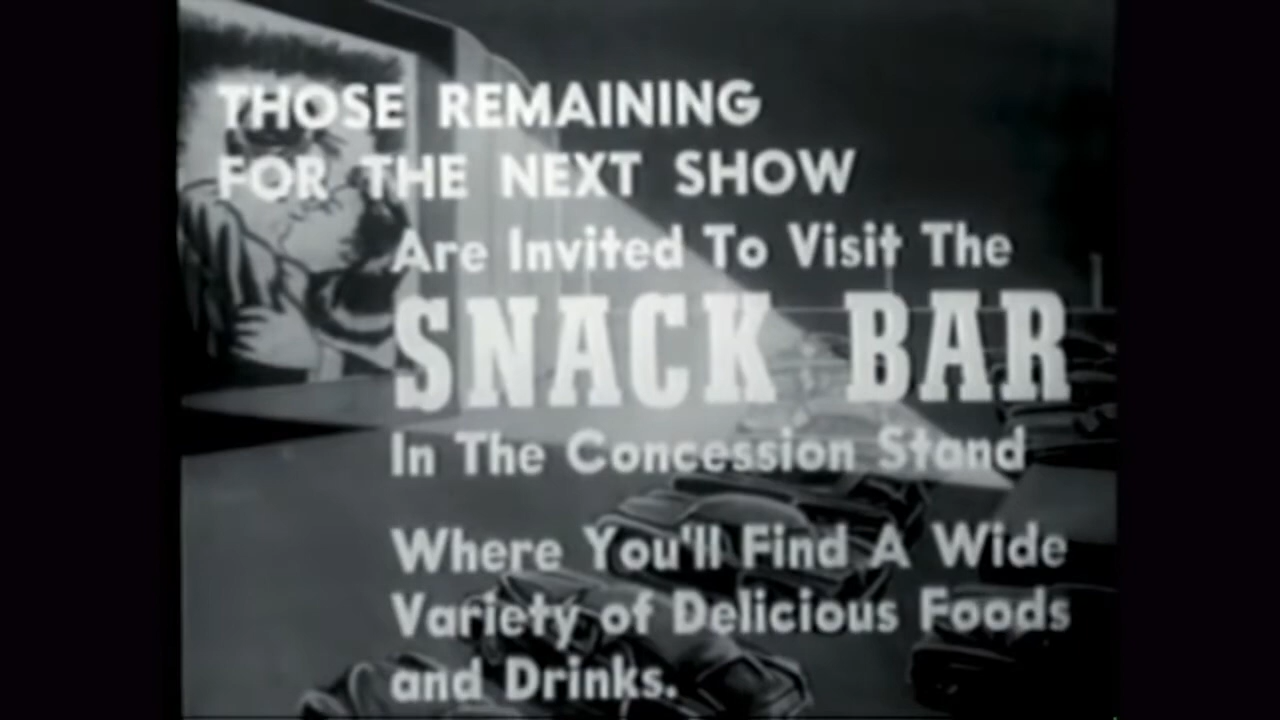 THOSE REMAINING
FOR THE NEXT SHOW
Are Invited To Visit The
SNACK BAR
In The Concession Stand
Where You'll Find A Wide
Variety of Delicious Foods
and Drinks.